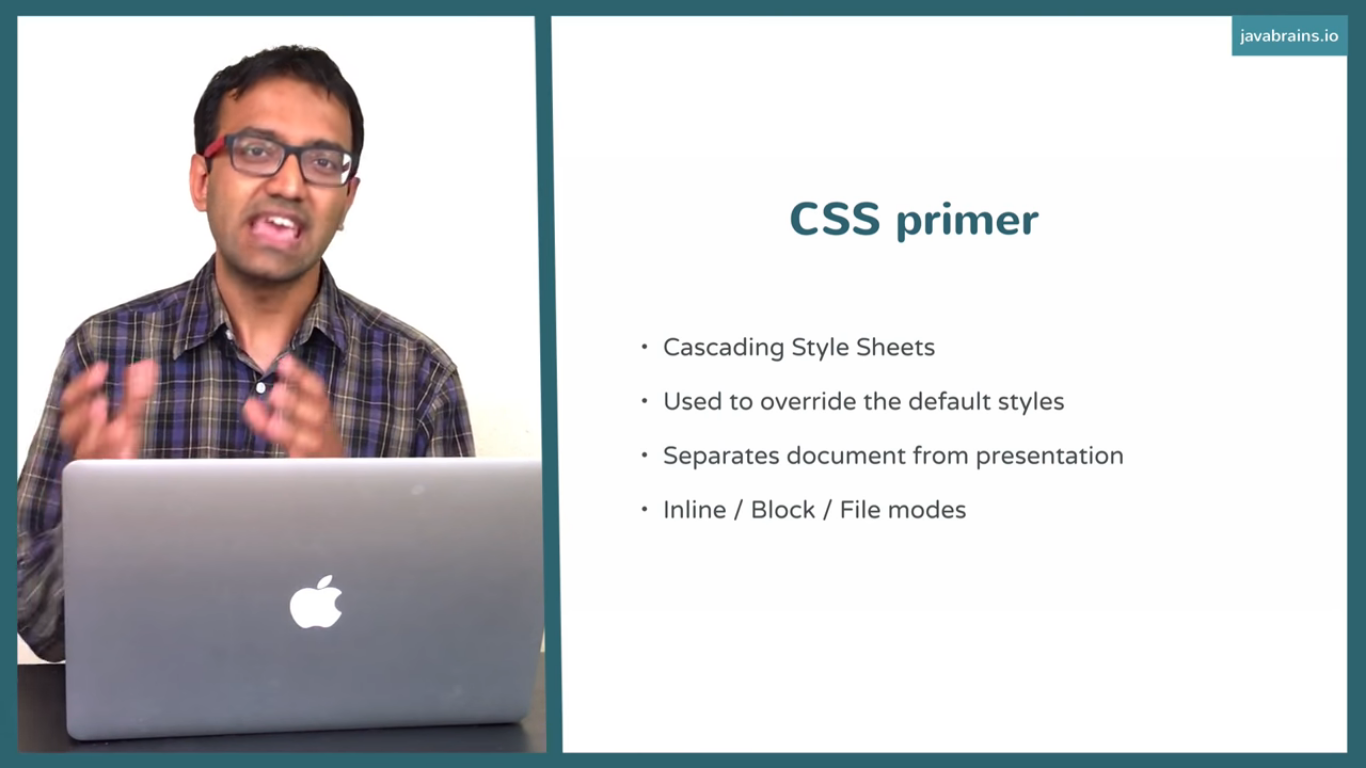 javabrains.io
CSS primer
• Cascading Style Sheets
• Used to override the default styles
• Separates document from presentation
• Inline / Block / File modes